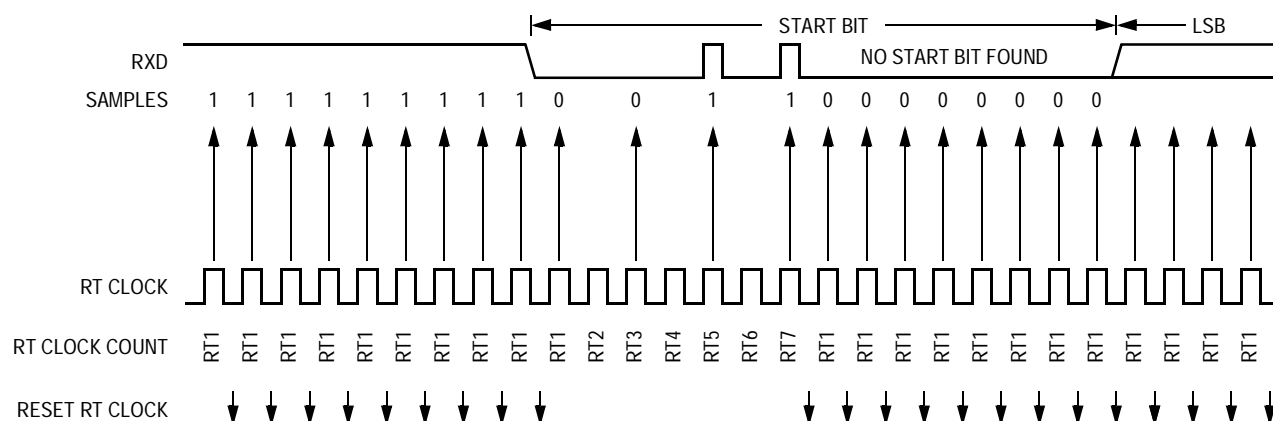 START BIT
LSB
RXD
NO START BIT FOUND
SAMPLES 1 1 1 1 1 1 1 1 1 0 0 1 1 0 0 0 0 0 0 0 0
RT CLOCK
RT CLOCK COUNT RT1 RT1 RT1 RT1 RT1 RT1 RT1 RT1 RT1 RT1 RT2 RT3 RT4 RT5 RT6 RT7 RT1 RT1 RT1 RT1 RT1 RT1 RT1 RT1 RT1 RT1 RT1 RT1
RESET RT CLOCK